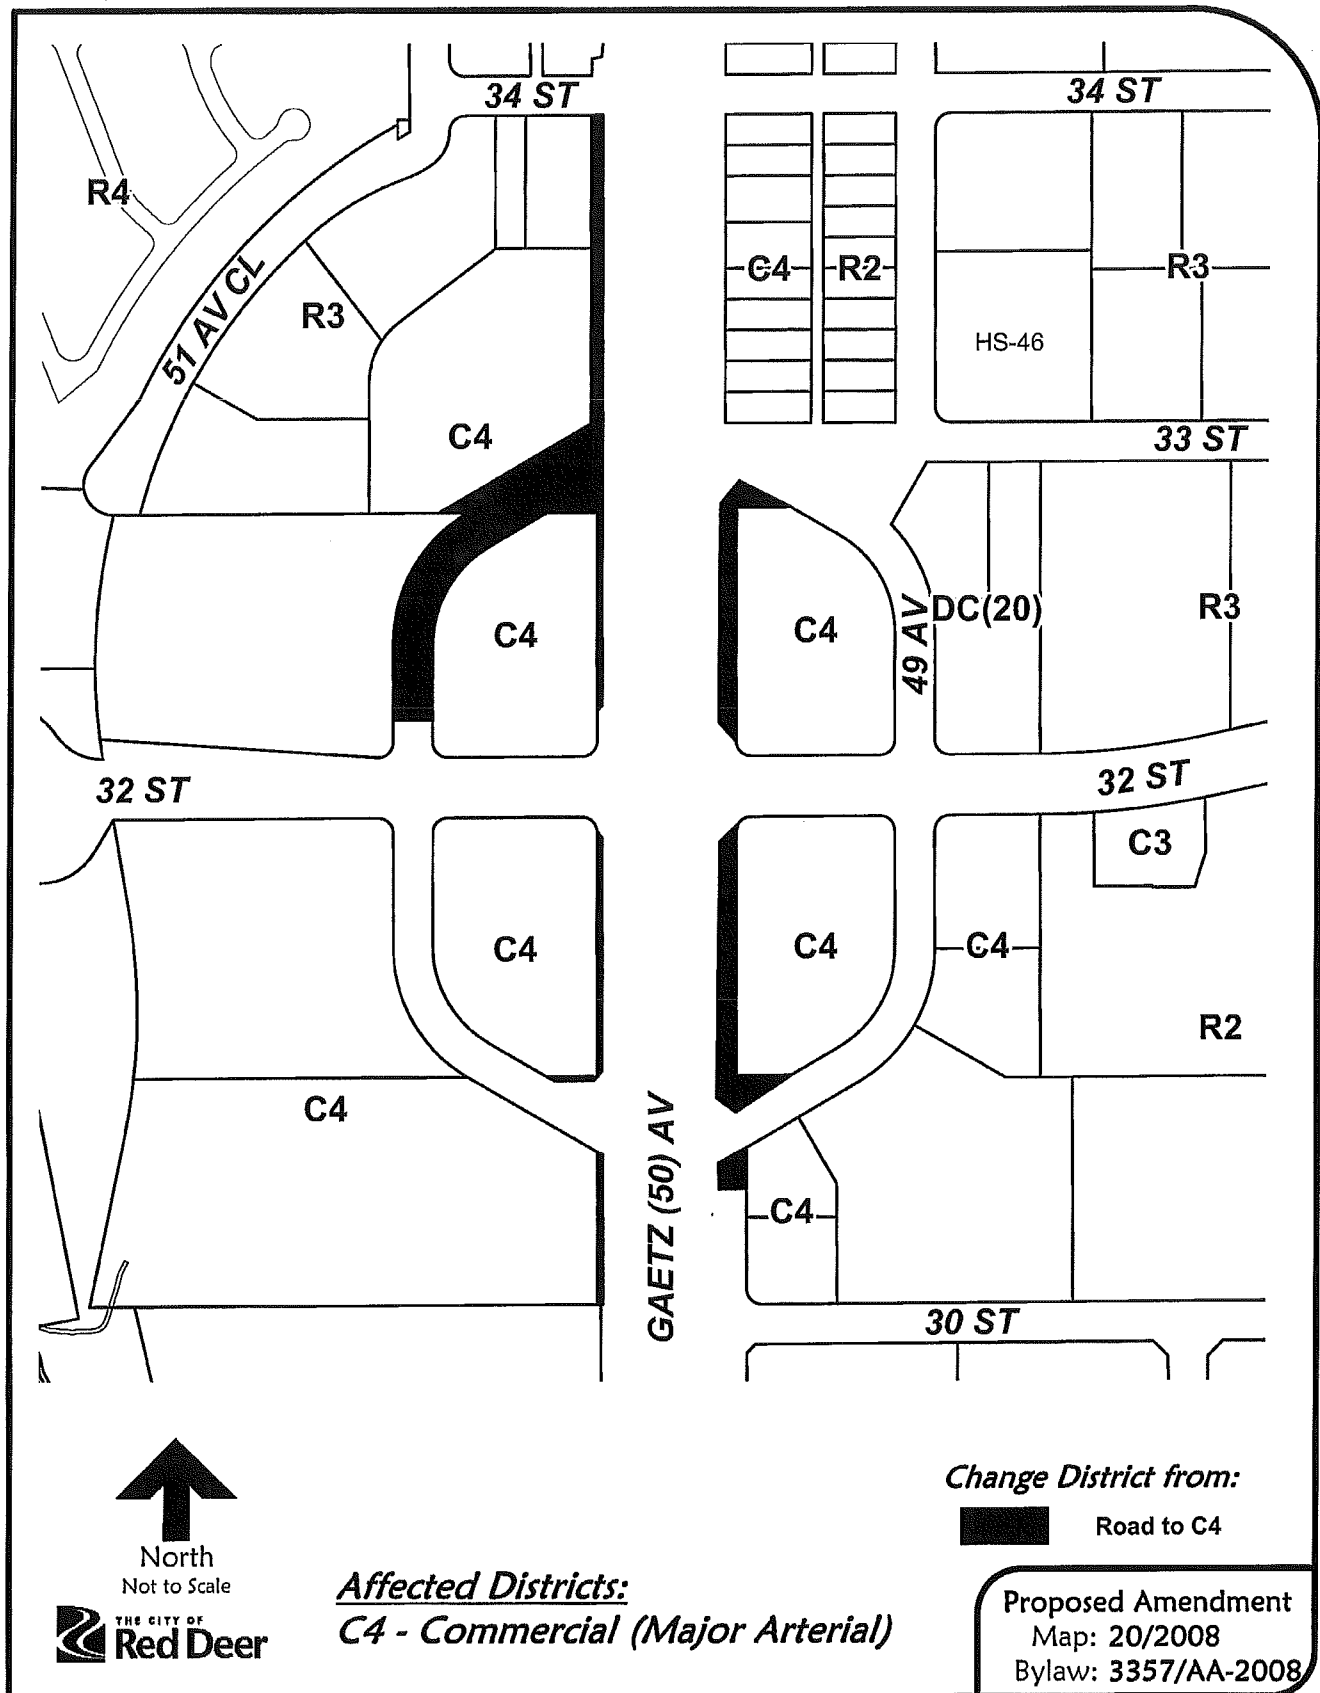 34 ST
34 ST
R4
C4
R2
R3
51 AV CL
R3
HS-46
C4
33 ST
C4
C4
49 AV
DC(20)
R3
32 ST
32 ST
C3
C4
C4
C4
R2
C4
GAETZ (50) AV
C4
30 ST
Change District from:
Road to C4
North
Not to Scale
THE CITY OF
Red Deer
Affected Districts:
C4 - Commercial (Major Arterial)
Proposed Amendment
Map: 20/2008
Bylaw: 3357/AA-2008